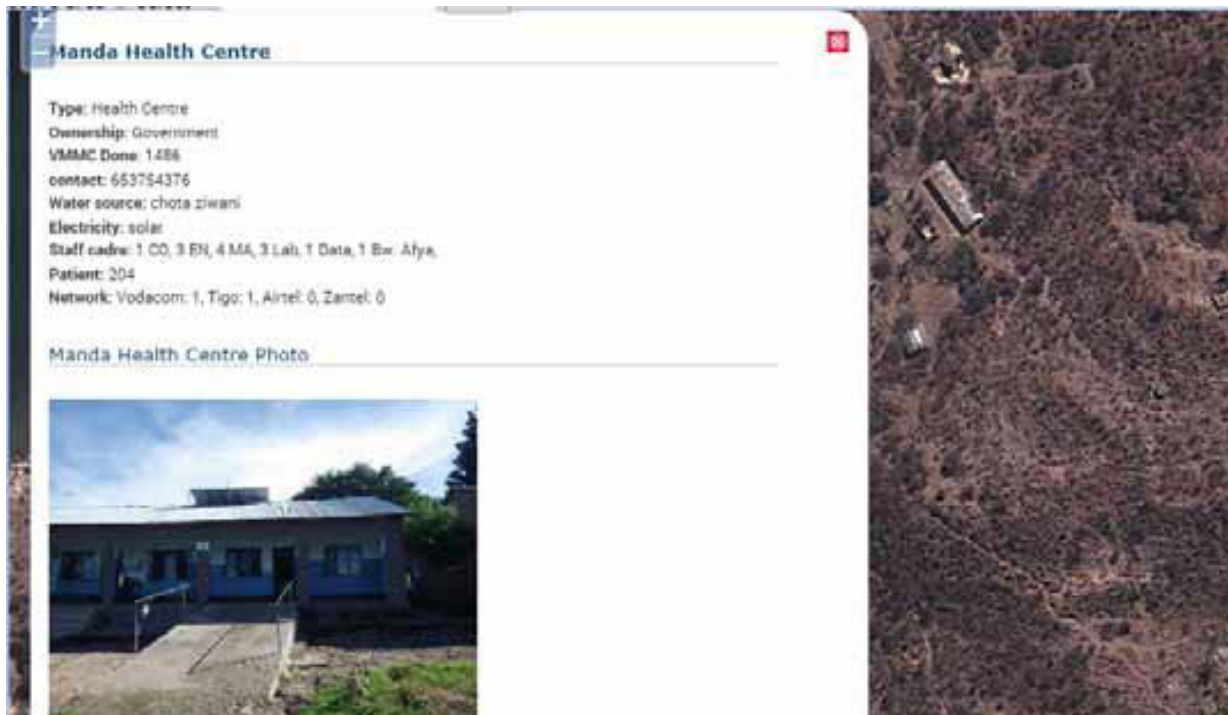 Manda Health Centre
Type: Health Centre
Ownership: Government
VMMC Done: 1486
contact: 653754376
Water source: chota ziwani
Electricity: solar
Staff cadre: 1 CO, 3 EN, 4 MA, 3 Lab, 1 Data, 1 Bw. Afya,
Patient: 204
Network: Vodacom: 1, Tigo: 1, Airtel: 0, Zantel: 0
Manda Health Centre Photo